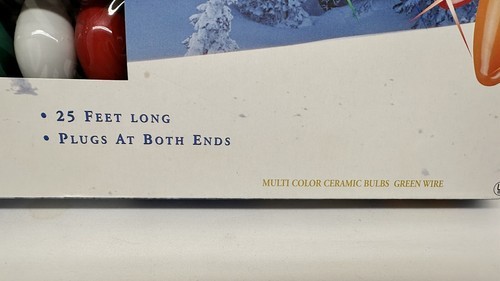 • 25 Feet Long
• Plugs At Both Ends
MULTI COLOR CERAMIC BULBS GREEN WIRE